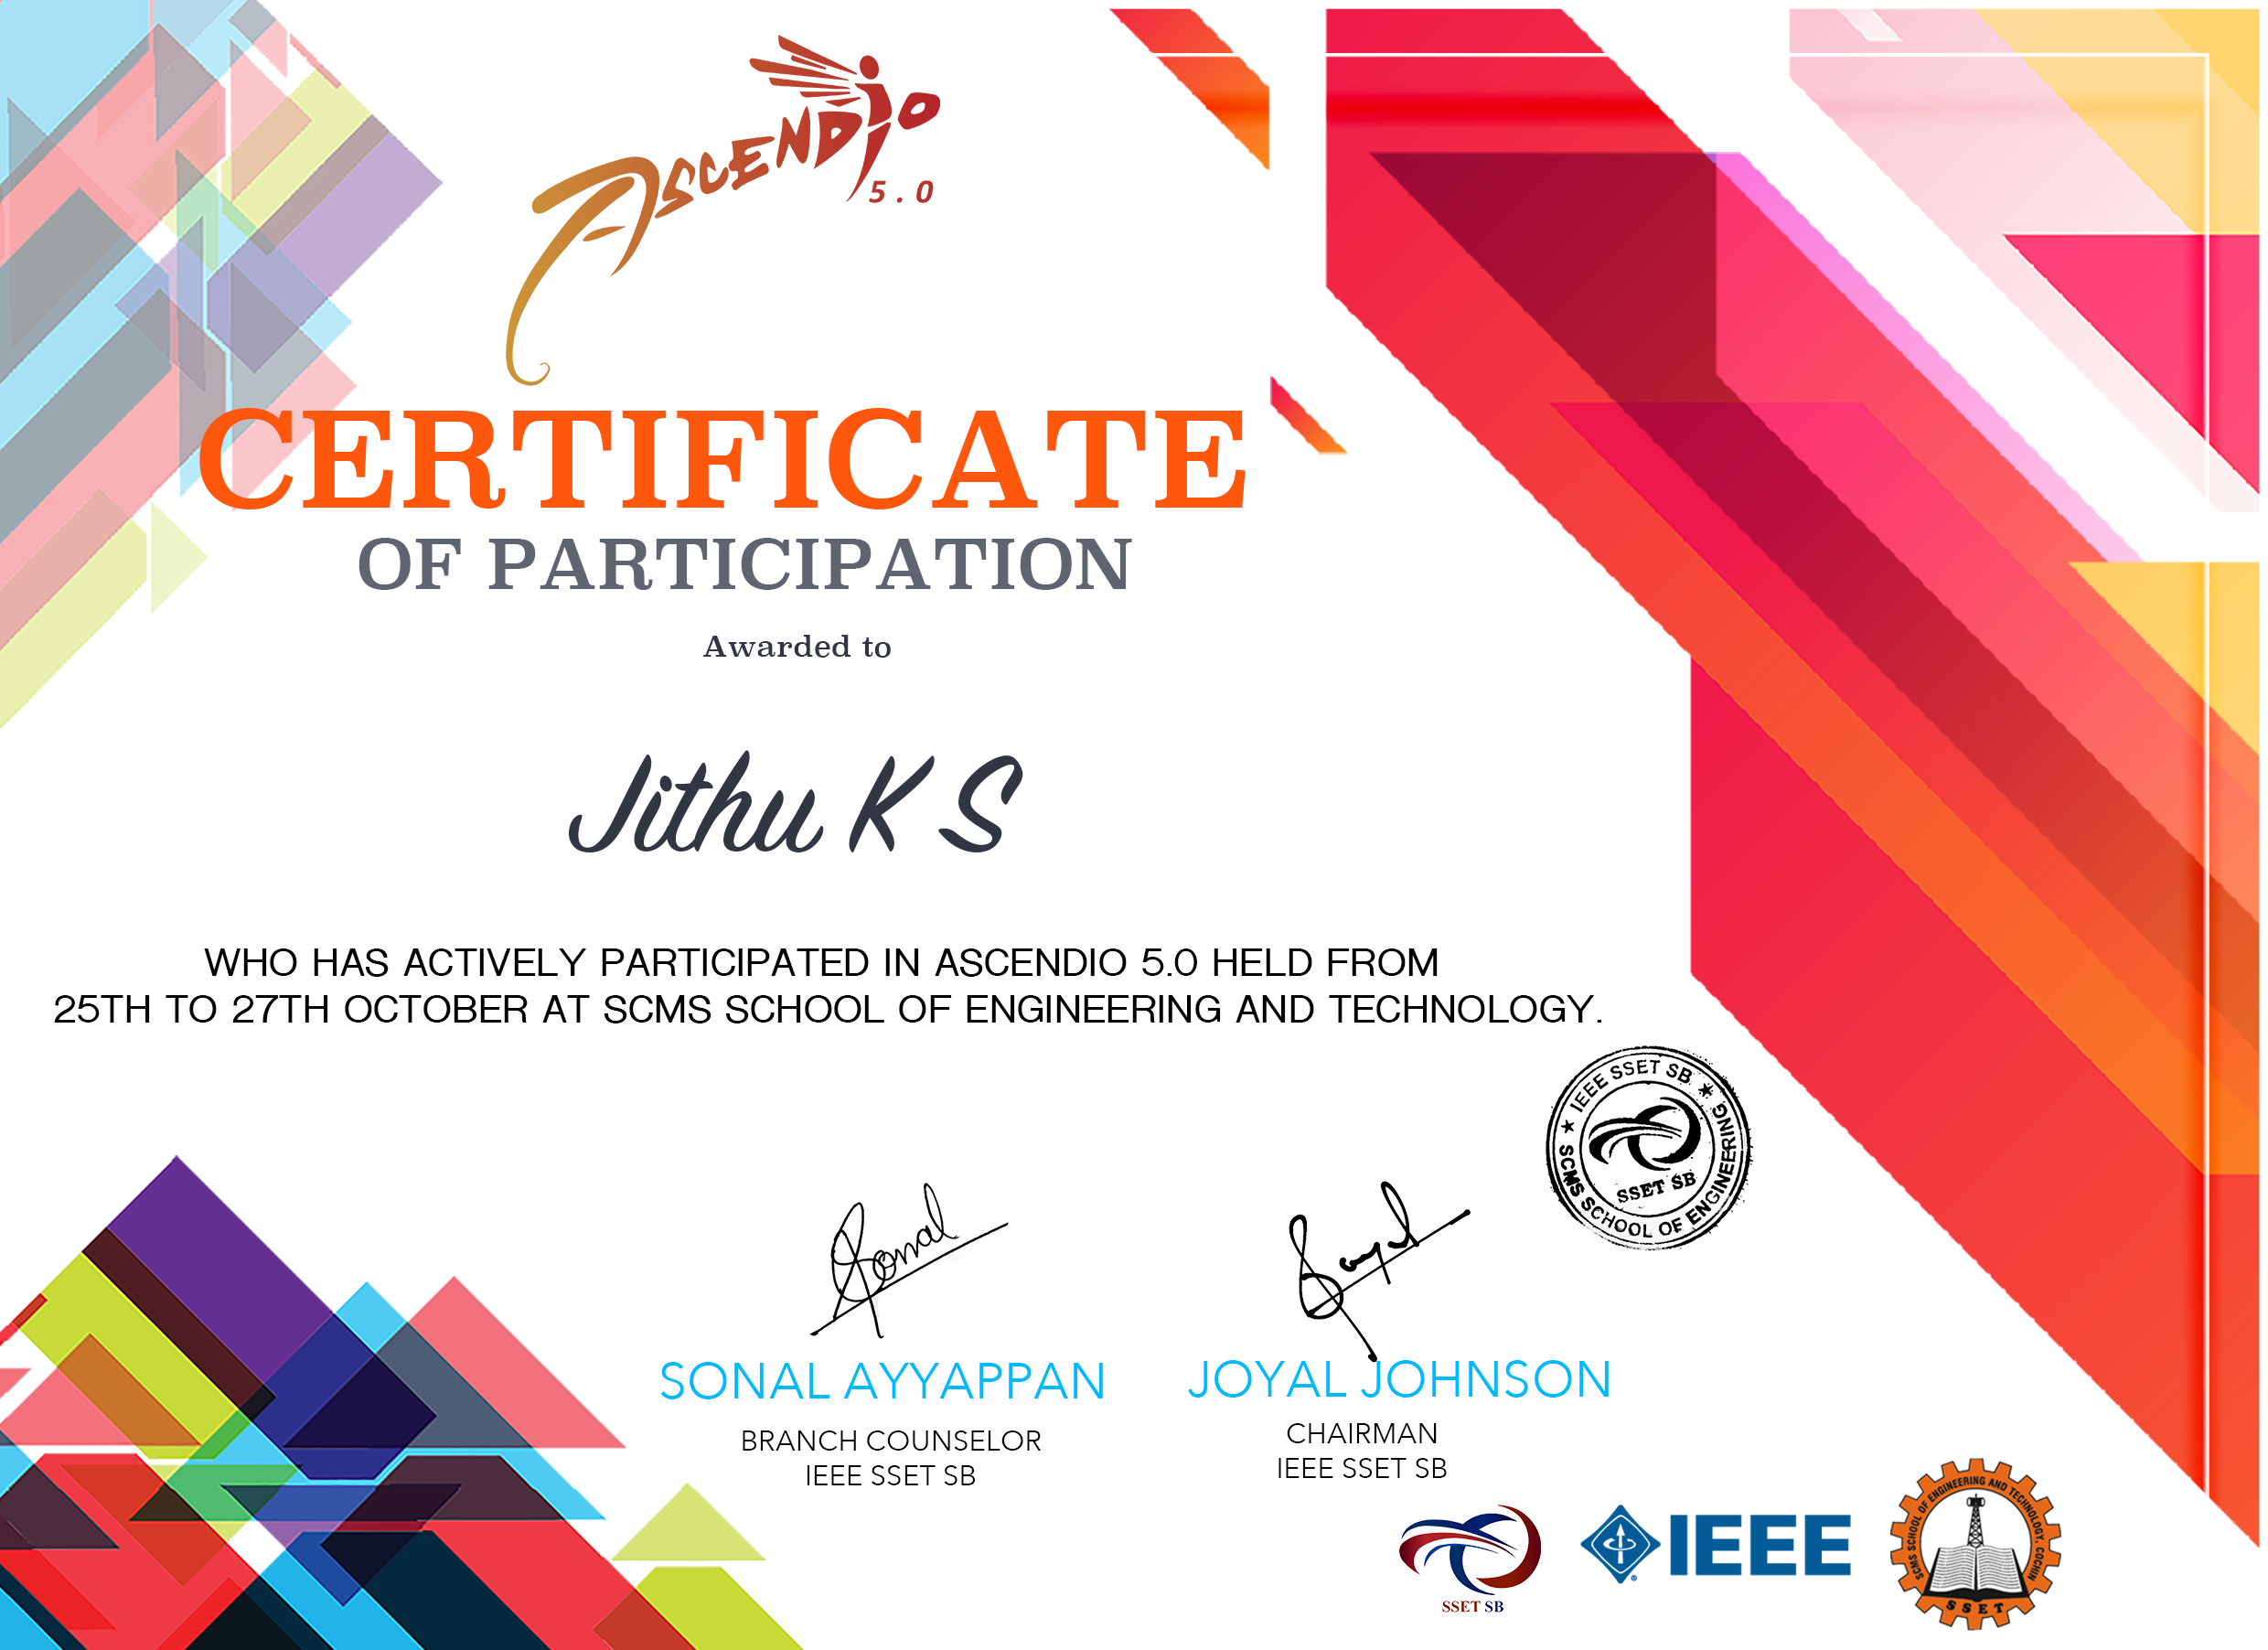 ASCENDIO
5.0
CERTIFICATE
OF PARTICIPATION
Awarded to
Jithu K S
WHO HAS ACTIVELY PARTICIPATED IN ASCENDIO 5.0 HELD FROM
25TH TO 27TH OCTOBER AT SCMS SCHOOL OF ENGINEERING AND TECHNOLOGY.
IEEE SSET SB
SCMS SCHOOL OF ENGINEERING
SSET SB
Sonal
Joyal
SONAL AYYAPPAN
BRANCH COUNSELOR
IEEE SSET SB
JOYAL JOHNSON
CHAIRMAN
IEEE SSET SB
SSET SB
IEEE
SCMS SCHOOL OF ENGINEERING AND TECHNOLOGY, COCHIN
SSET